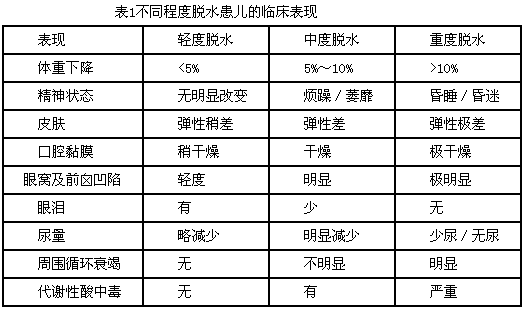 表1不同程度脱水患儿的临床表现
表现 轻度脱水 中度脱水 重度脱水
体重下降 <5% 5%～10% >10%
精神状态 无明显改变 烦躁/萎靡 昏睡/昏迷
皮肤 弹性稍差 弹性差 弹性极差
口腔黏膜 稍干燥 干燥 极干燥
眼窝及前囟凹陷 轻度 明显 极明显
眼泪 有 少 无
尿量 略减少 明显减少 少尿/无尿
周围循环衰竭 无 不明显 明显
代谢性酸中毒 无 有 严重